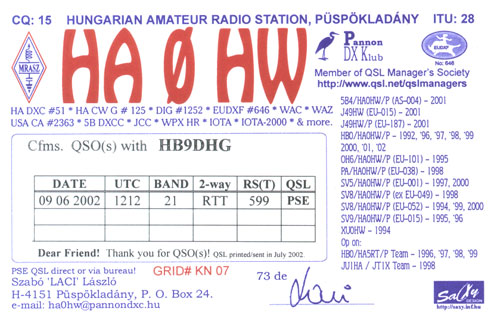 CQ: 15 HUNGARIAN AMATEUR RADIO STATION, PÜSPÖKLADÁNY ITU: 28
MRASZ
HA Ø HW
Pannon
DX Klub
EUDXF
No: 646
Member of QSL Manager's Society
http://www.qsl.net/qslmanagers
HA DXC #51 * HA CW G # 125 * DIG #1252 * EUDXF #646 * WAC * WAZ
USA CA #2363 * 5B DXCC * JCC * WPX HR * IOTA * IOTA-2000 * & more.
5B4/HA0HW/P (AS-004) - 2001
J49HW (EU-015) - 2001
J49HW/P (EU-187) - 2001
HB0/HA0HW/P - 1992, '96, '97, '98, '99
2000, '01, '02
OH6/HA0HW/P (EU-101) - 1995
PA/HA0HW/P (EU-038) - 1998
SV5/HA0HW/P (EU-001) - 1997, 2000
SV8/HA0HW/P (ex EU-049) - 1998
SV8/HA0HW/P (EU-052) - 1994, '99, 2000
SV9/HA0HW/P (EU-015) - 1995, '96
XU0HW - 1994
Op on:
HB0/HA5RT/P Team - 1996, '97, '98, '99
JU1HA / JT1X Team - 1998
Cfms. QSO(s) with HB9DHG
DATE UTC BAND 2-way RS(T) QSL
09 06 2002 1212 21 RTT 599 PSE
Dear Friend! Thank you for QSO(s)! QSL printed/sent in July 2002.
PSE QSL direct or via bureau! GRID# KN 07
Szabó 'LACI' László
H-4151 Püspökladány, P. O. Box 24.
e-mail: ha0hw@pannondxc.hu
73 de
Laci
SaCy
DESIGN